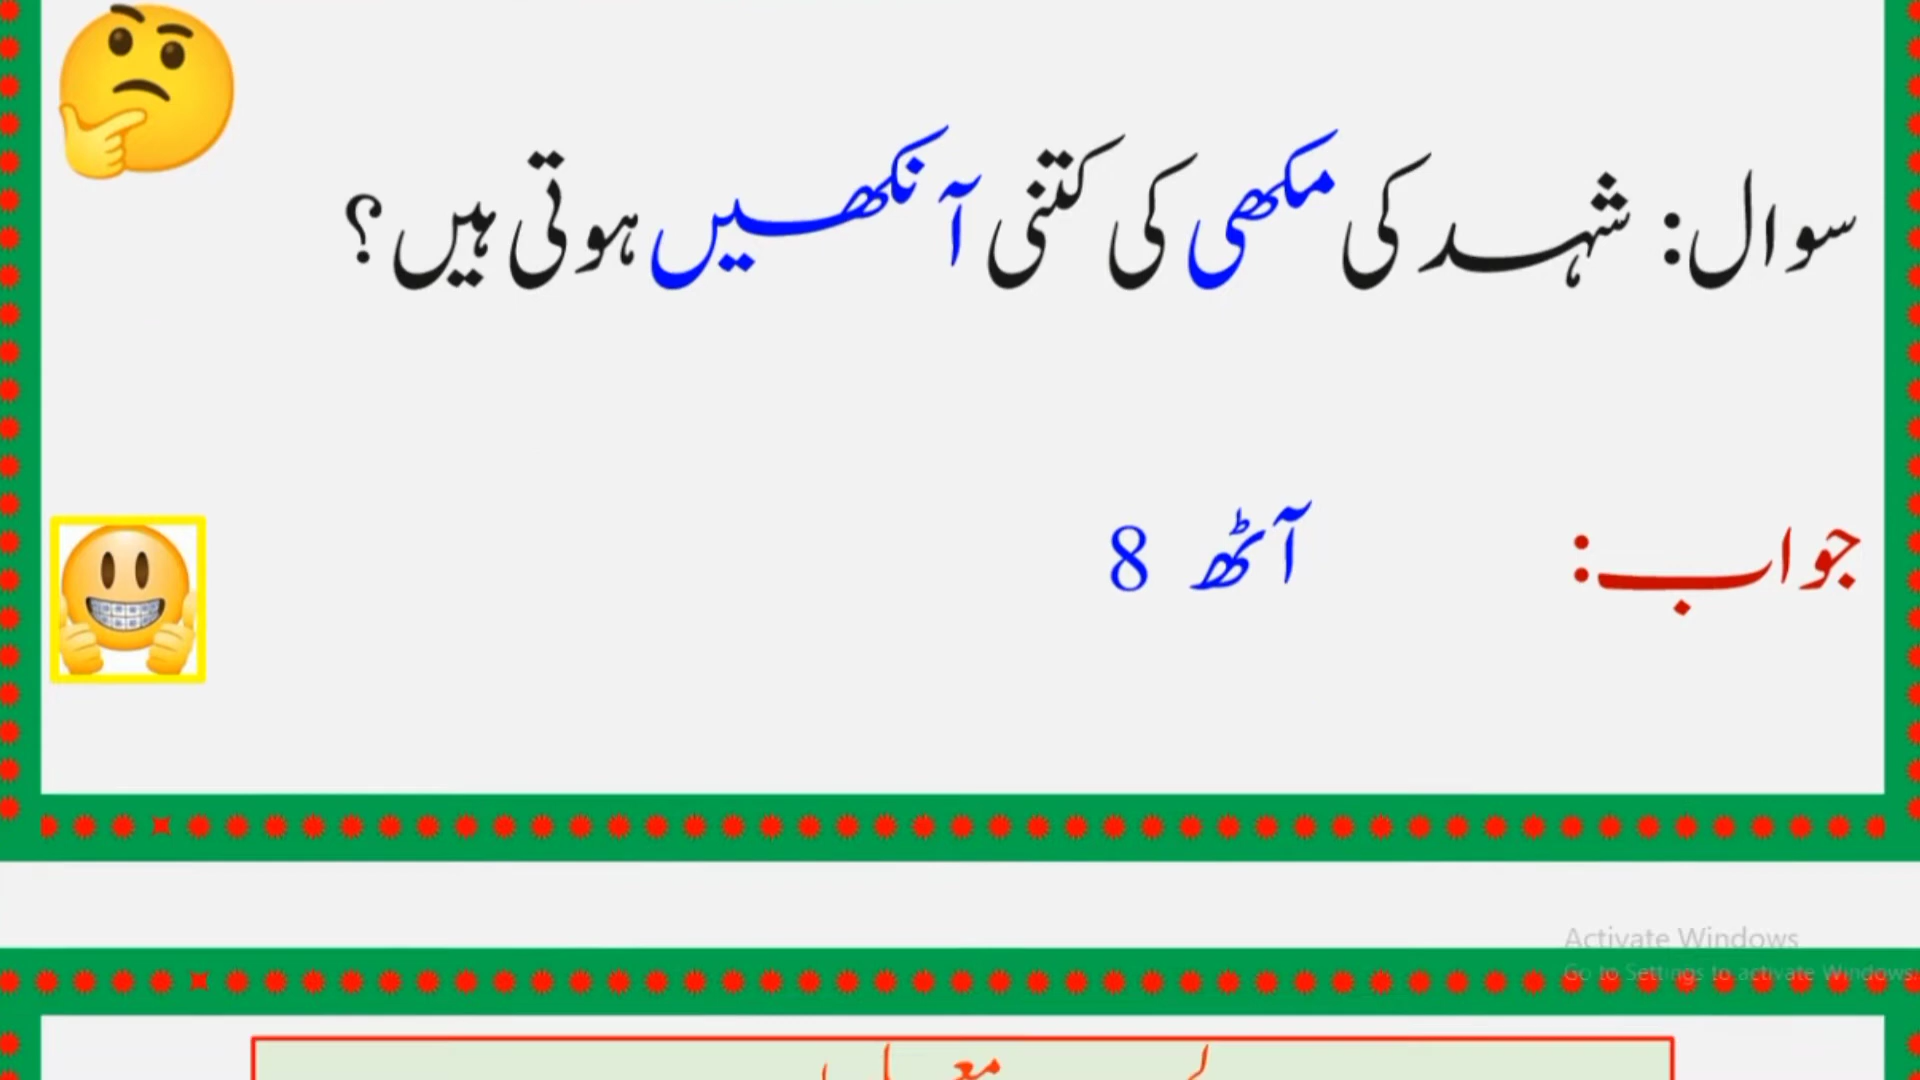 سوال: شہد کی مکھی کی کتنی آنکھیں ہوتی ہیں؟
جواب: آٹھ 8
Activate Windows
Go to Settings to activate Windows.